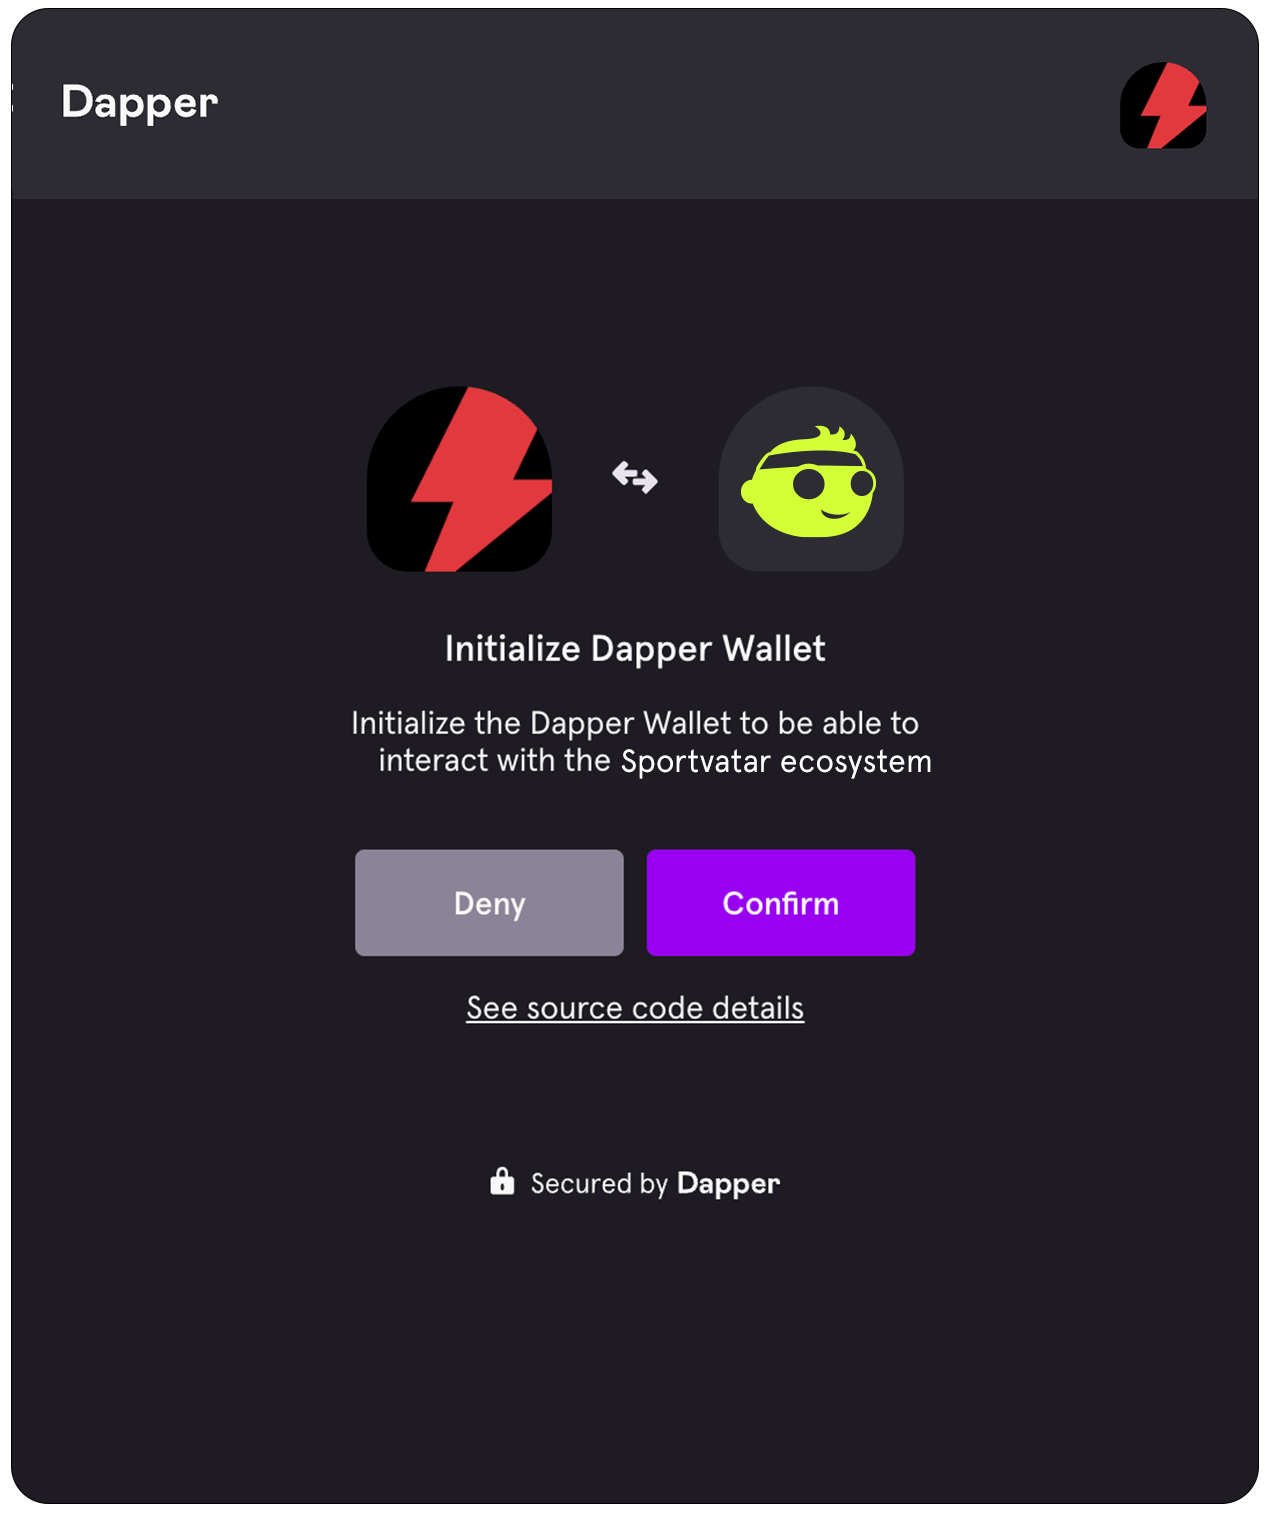 Dapper
Initialize Dapper Wallet
Initialize the Dapper Wallet to be able to
interact with the Sportvatar ecosystem
Deny Confirm
See source code details
Secured by Dapper